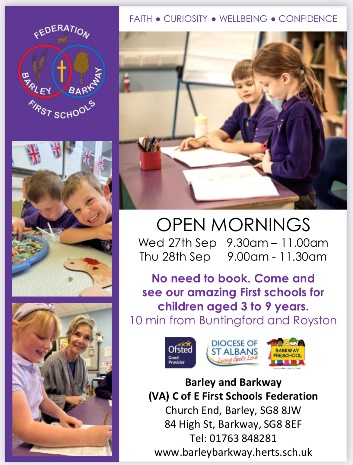 FAITH ● CURIOSITY ● WELLBEING ● CONFIDENCE
FEDERATION
BARLEY
BARKWAY
FIRST SCHOOLS
OPEN MORNINGS
Wed 27th Sep 9.30am – 11.00am
Thu 28th Sep 9.00am - 11.30am
No need to book. Come and
see our amazing First schools for
children aged 3 to 9 years.
10 min from Buntingford and Royston
Ofsted
Good
Provider
DIOCESE OF
ST ALBANS
Living God's Love
BARKWAY
PRESCHOOL
Barley and Barkway
(VA) C of E First Schools Federation
Church End, Barley, SG8 8JW
84 High St, Barkway, SG8 8EF
Tel: 01763 848281
www.barleybarkway.herts.sch.uk